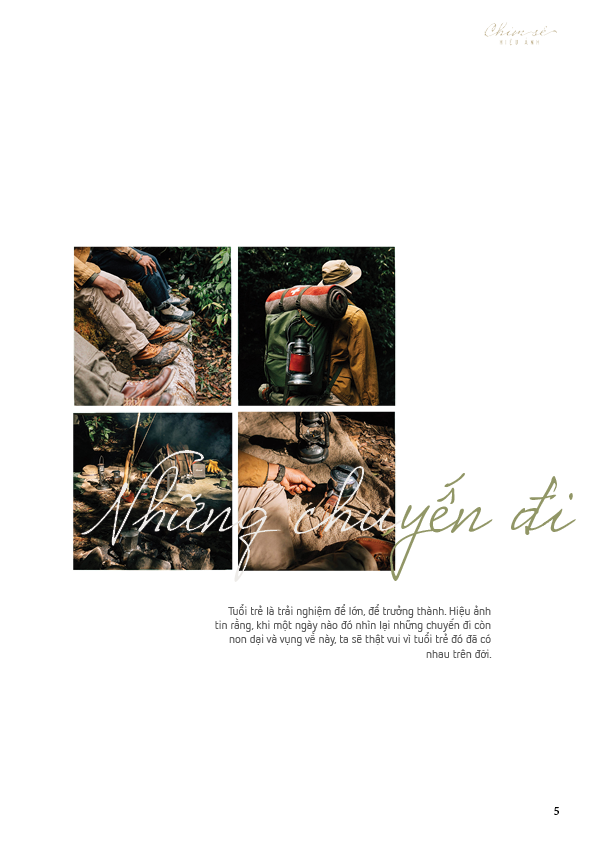 Chim sẻ
HIỆU ẢNH
Những chuyến đi
Tuổi trẻ là trải nghiệm để lớn, để trưởng thành. Hiệu ảnh
tin rằng, khi một ngày nào đó nhìn lại những chuyến đi còn
non dại và vụng về này, ta sẽ thật vui vì tuổi trẻ đó đã có
nhau trên đời.
5